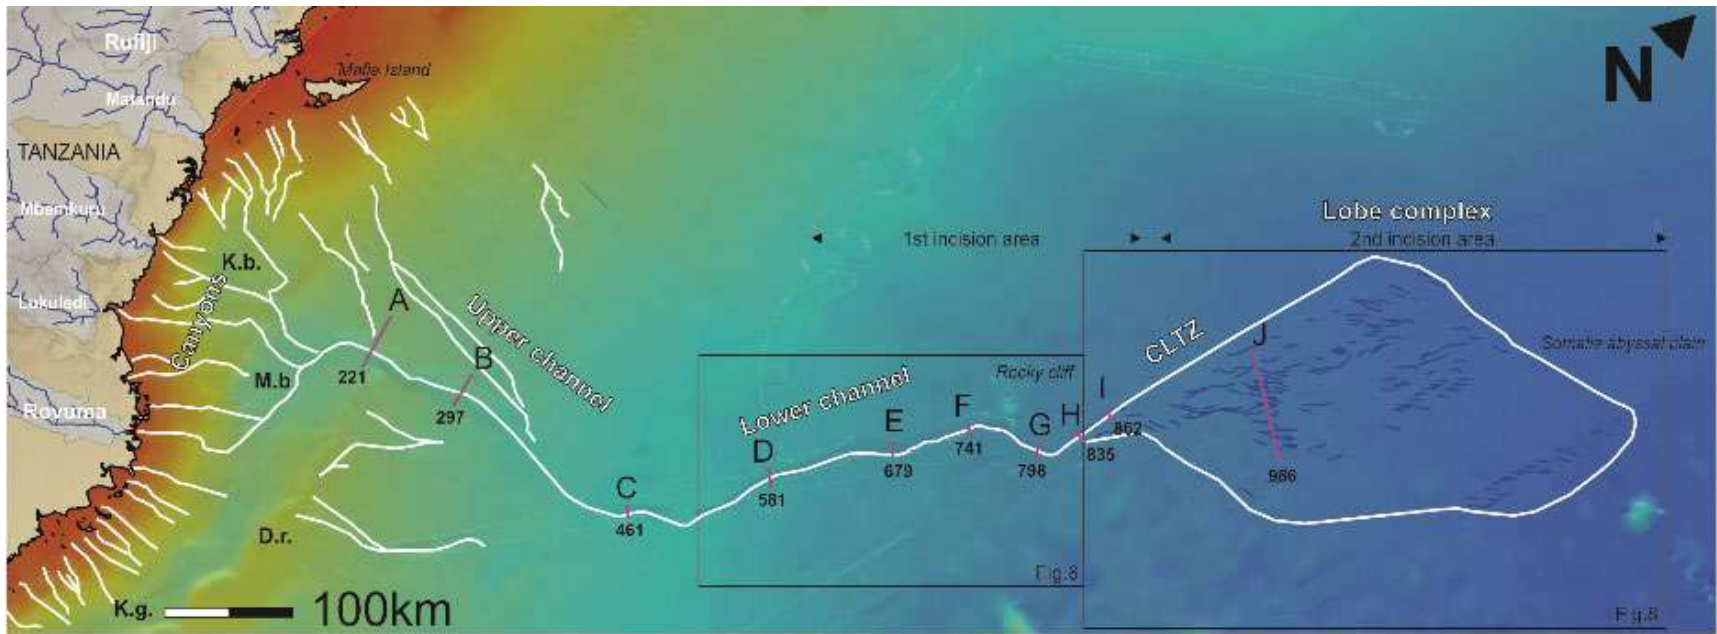 Rufiji
Mafia Island
N
Matandu
TANZANIA
Mbemkuru
Lobe complex
1st incision area
2nd incision area
K.b.
Canyons
Lukuledi
A
Upper channel
CLTZ
J
Somalie abyssal plain
B
M.b
221
Rocky cliff
Lower channel
Rovuma
297
I
F
E
G
H
862
741
D
679
798
835
986
C
581
461
D.r.
Fig.8
K.g.
100km